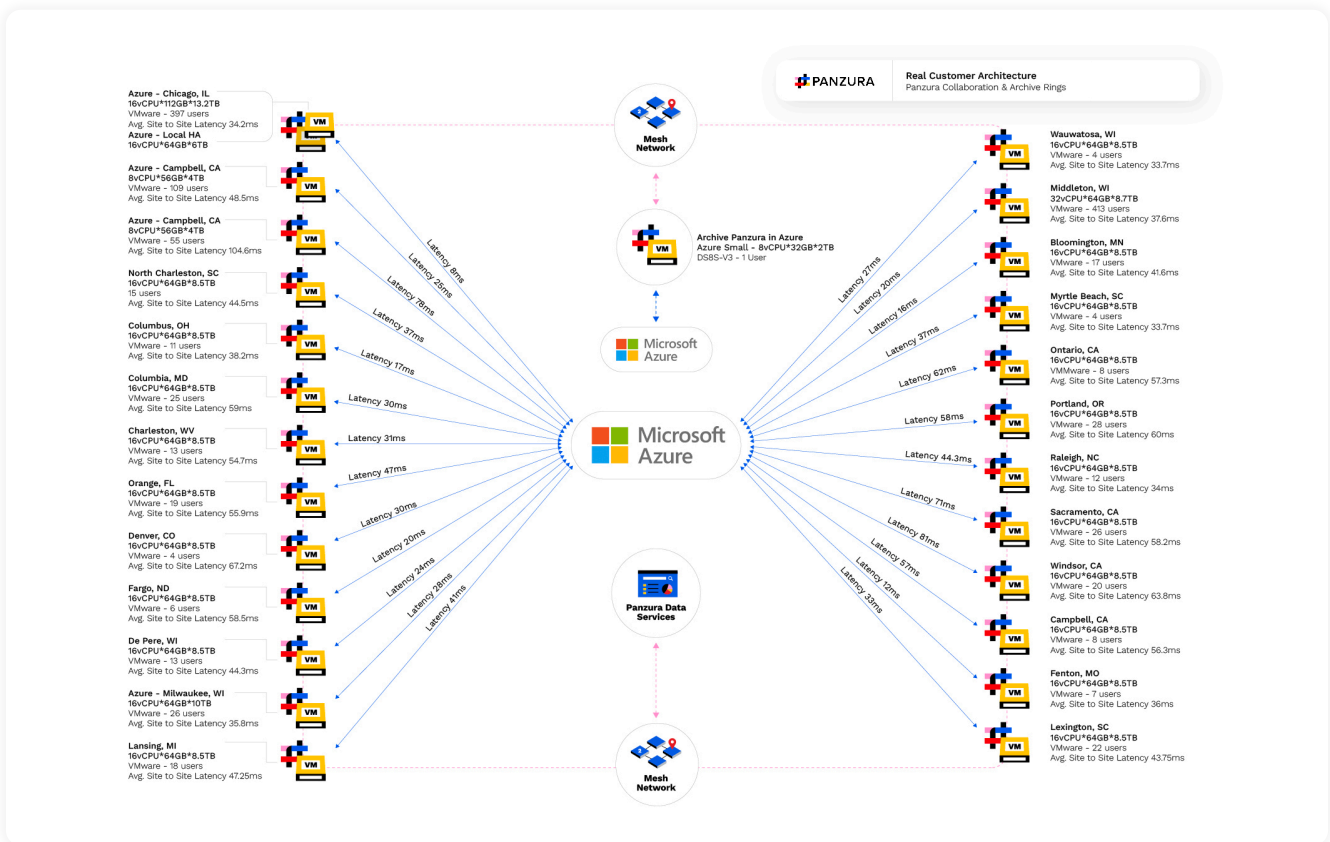 PANZURA
Real Customer Architecture
Panzura Collaboration & Archive Rings
Azure - Chicago, IL
16vCPU*112GB*13.2TB
VMware - 397 users
Avg. Site to Site Latency 34.2ms
Azure - Local HA
16vCPU*64GB*6TB
VM
Azure - Campbell, CA
8vCPU*56GB*4TB
VMware - 109 users
Avg. Site to Site Latency 48.5ms
VM
Azure - Campbell, CA
8vCPU*56GB*4TB
VMware - 55 users
Avg. Site to Site Latency 104.6ms
VM
North Charleston, SC
16vCPU*64GB*8.5TB
15 users
Avg. Site to Site Latency 44.5ms
VM
Columbus, OH
16vCPU*64GB*8.5TB
VMware - 11 users
Avg. Site to Site Latency 38.2ms
VM
Columbia, MD
16vCPU*64GB*8.5TB
VMware - 25 users
Avg. Site to Site Latency 59ms
VM
Charleston, WV
16vCPU*64GB*8.5TB
VMware - 13 users
Avg. Site to Site Latency 54.7ms
VM
Orange, FL
16vCPU*64GB*8.5TB
VMware - 19 users
Avg. Site to Site Latency 55.9ms
VM
Denver, CO
16vCPU*64GB*8.5TB
VMware - 4 users
Avg. Site to Site Latency 67.2ms
VM
Fargo, ND
16vCPU*64GB*8.5TB
VMware - 6 users
Avg. Site to Site Latency 58.5ms
VM
De Pere, WI
16vCPU*64GB*8.5TB
VMware - 13 users
Avg. Site to Site Latency 44.3ms
VM
Azure - Milwaukee, WI
16vCPU*64GB*10TB
VMware - 26 users
Avg. Site to Site Latency 35.8ms
VM
Lansing, MI
16vCPU*64GB*8.5TB
VMware - 18 users
Avg. Site to Site Latency 47.25ms
VM
Latency 8ms
Latency 25ms
Latency 78ms
Latency 37ms
Latency 17ms
Latency 30ms
Latency 31ms
Latency 47ms
Latency 30ms
Latency 20ms
Latency 24ms
Latency 28ms
Latency 41ms
Mesh
Network
VM
Archive Panzura in Azure
Azure Small - 8vCPU*32GB*2TB
DS8S-V3 - 1 User
Microsoft
Azure
Microsoft
Azure
Panzura Data
Services
Mesh
Network
Latency 27ms
Latency 20ms
Latency 16ms
Latency 37ms
Latency 62ms
Latency 58ms
Latency 44.3ms
Latency 71ms
Latency 81ms
Latency 57ms
Latency 12ms
Latency 33ms
VM
Wauwatosa, WI
16vCPU*64GB*8.5TB
VMware - 4 users
Avg. Site to Site Latency 33.7ms
VM
Middleton, WI
32vCPU*64GB*8.7TB
VMware - 413 users
Avg. Site to Site Latency 37.6ms
VM
Bloomington, MN
16vCPU*64GB*8.5TB
VMware - 17 users
Avg. Site to Site Latency 41.6ms
VM
Myrtle Beach, SC
16vCPU*64GB*8.5TB
VMware - 4 users
Avg. Site to Site Latency 33.7ms
VM
Ontario, CA
16vCPU*64GB*8.5TB
VMMware - 8 users
Avg. Site to Site Latency 57.3ms
VM
Portland, OR
16vCPU*64GB*8.5TB
VMware - 28 users
Avg. Site to Site Latency 60ms
VM
Raleigh, NC
16vCPU*64GB*8.5TB
VMware - 12 users
Avg. Site to Site Latency 34ms
VM
Sacramento, CA
16vCPU*64GB*8.5TB
VMware - 26 users
Avg. Site to Site Latency 58.2ms
VM
Windsor, CA
16vCPU*64GB*8.5TB
VMware - 20 users
Avg. Site to Site Latency 63.8ms
VM
Campbell, CA
16vCPU*64GB*8.5TB
VMware - 8 users
Avg. Site to Site Latency 56.3ms
VM
Fenton, MO
16vCPU*64GB*8.5TB
VMware - 7 users
Avg. Site to Site Latency 36ms
VM
Lexington, SC
16vCPU*64GB*8.5TB
VMware - 22 users
Avg. Site to Site Latency 43.75ms